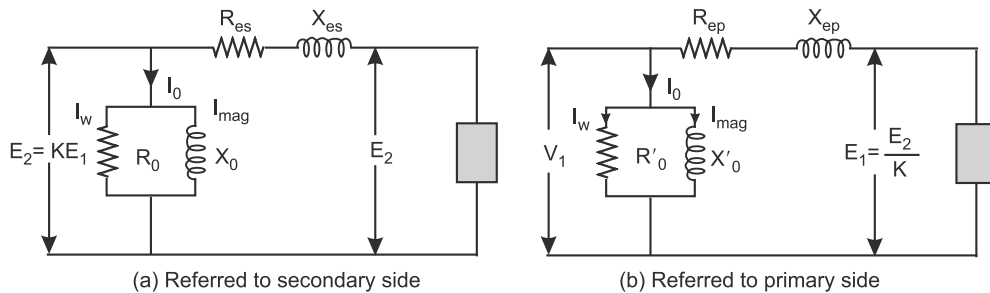 R_es
X_es
I_0
I_w
I_mag
E_2= KE_1
R_0
X_0
E_2
(a) Referred to secondary side
R_ep
X_ep
I_0
I_w
I_mag
V_1
R'_0
X'_0
E_1= E_2/K
(b) Referred to primary side